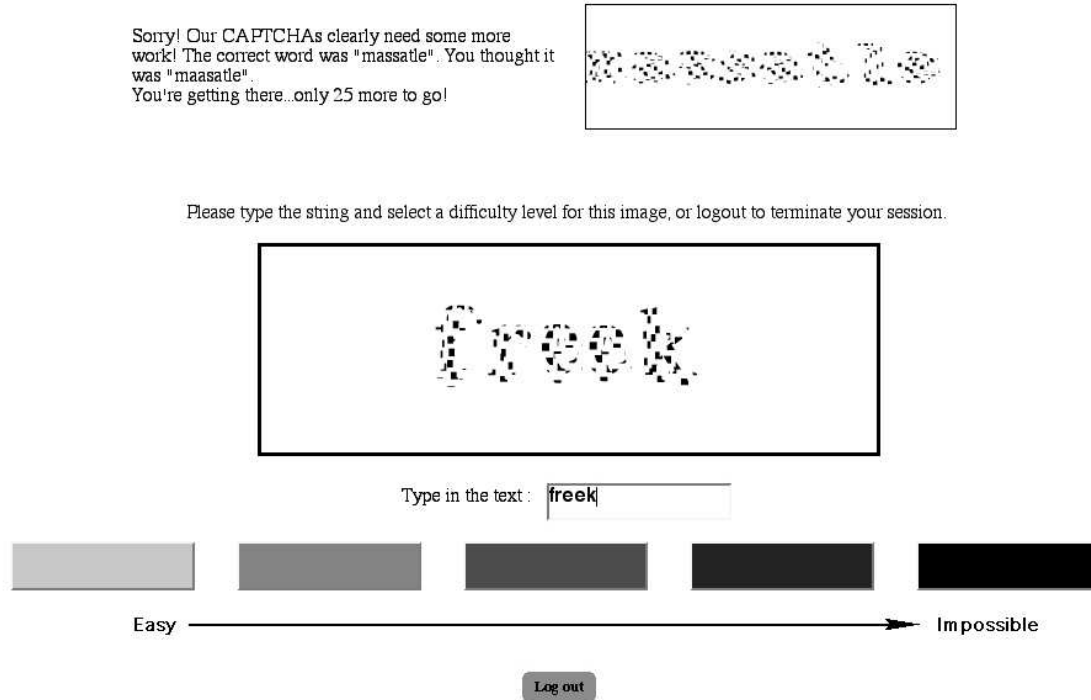 Sorry! Our CAPTCHAs clearly need some more
work! The correct word was "massatle". You thought it
was "maasatle".
You're getting there...only 25 more to go!
massatle
Please type the string and select a difficulty level for this image, or logout to terminate your session.
freek
Type in the text : freek
Easy Impossible
Log out